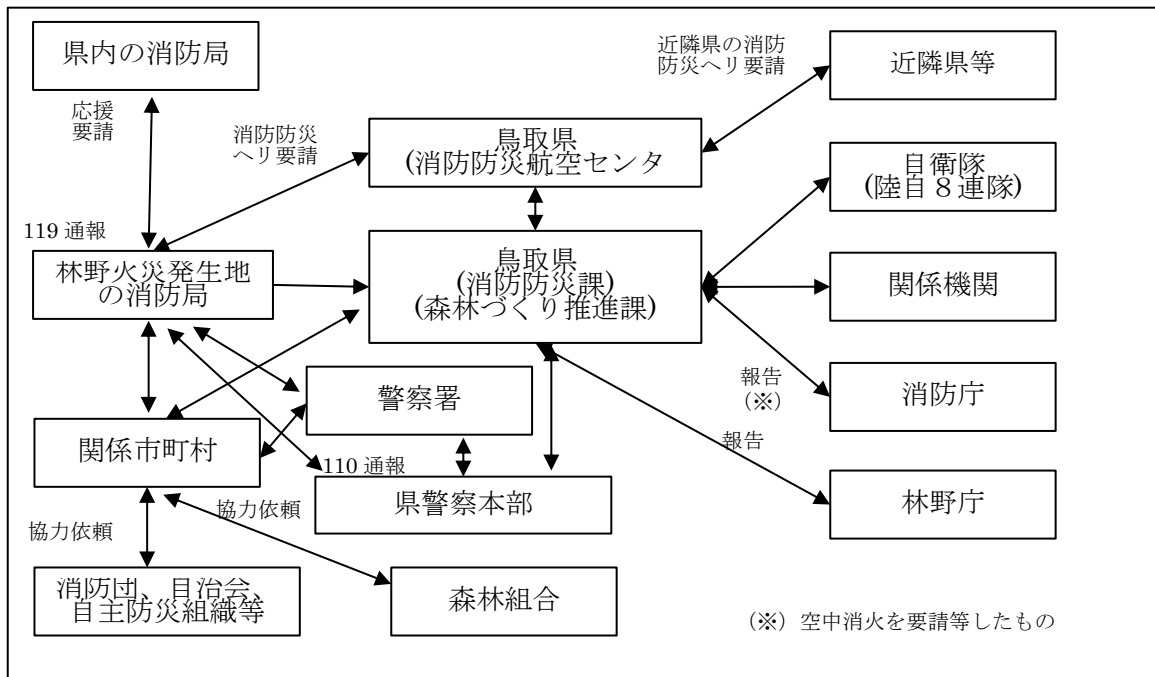 県内の消防局
近隣県の消防
防災ヘリ要請
近隣県等
応援
要請
消防防災
ヘリ要請
鳥取県
(消防防災航空センタ
自衛隊
(陸自８連隊)
119 通報
林野火災発生地
の消防局
鳥取県
(消防防災課)
(森林づくり推進課)
関係機関
警察署
報告
（※）
消防庁
関係市町村
110 通報
報告
県警察本部
林野庁
協力依頼
協力依頼
消防団、自治会、
自主防災組織等
森林組合
（※）空中消火を要請等したもの